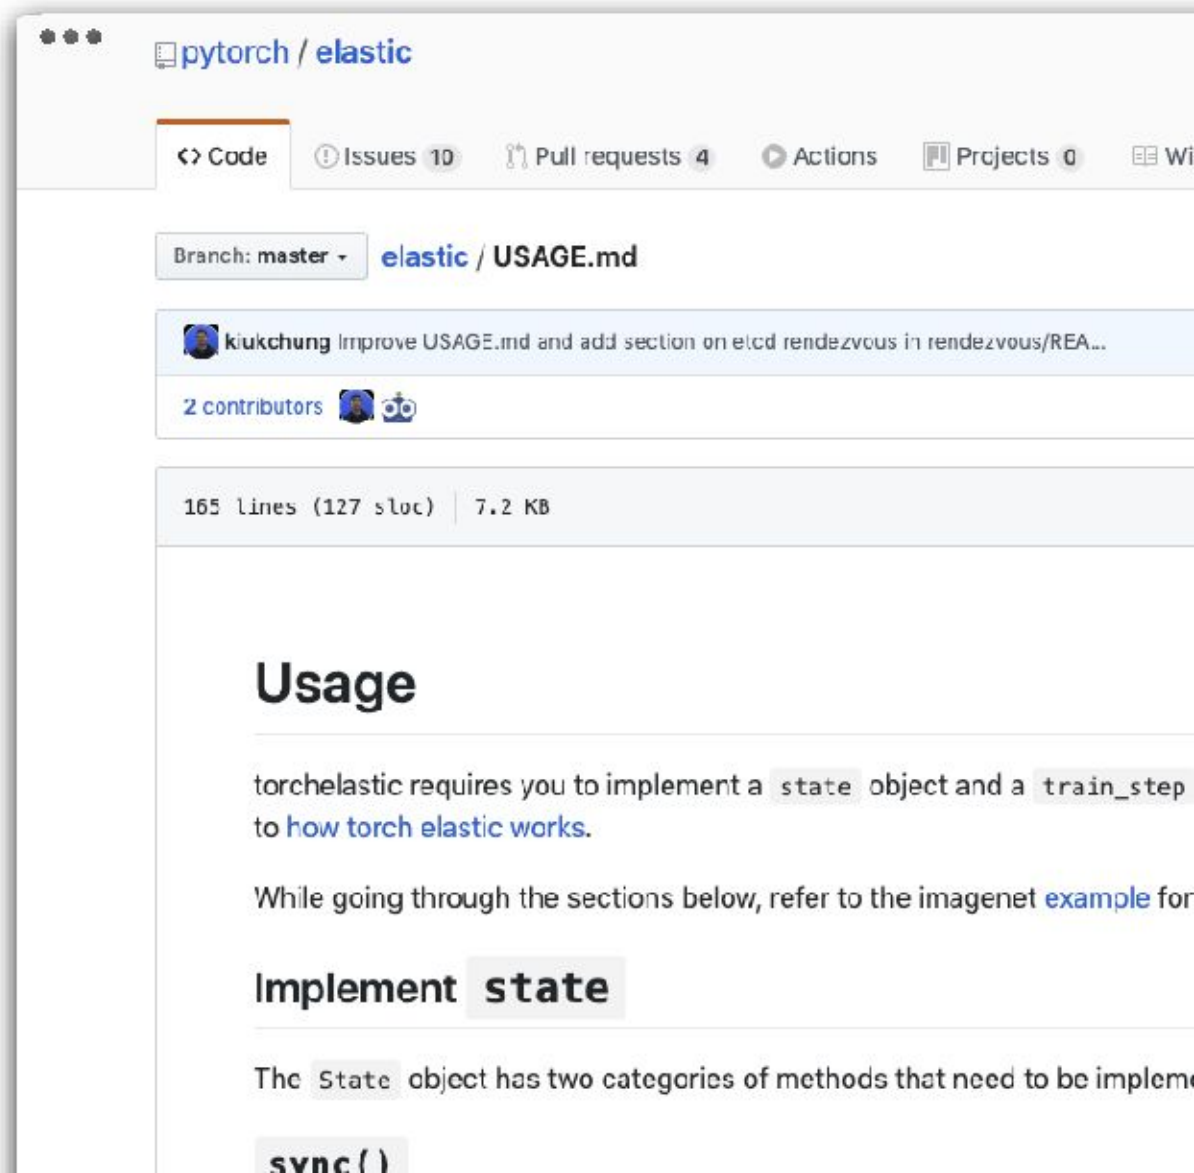 pytorch / elastic
<> Code Issues 10 Pull requests 4 Actions Projects 0 Wi
Branch: master elastic / USAGE.md
kiukchung Improve USAGE.md and add section on etcd rendezvous in rendezvous/REA...
2 contributors
165 lines (127 sloc) 7.2 KB
Usage
torchelastic requires you to implement a state object and a train_step
to how torch elastic works.
While going through the sections below, refer to the imagenet example for
Implement state
The State object has two categories of methods that need to be impleme
sync()